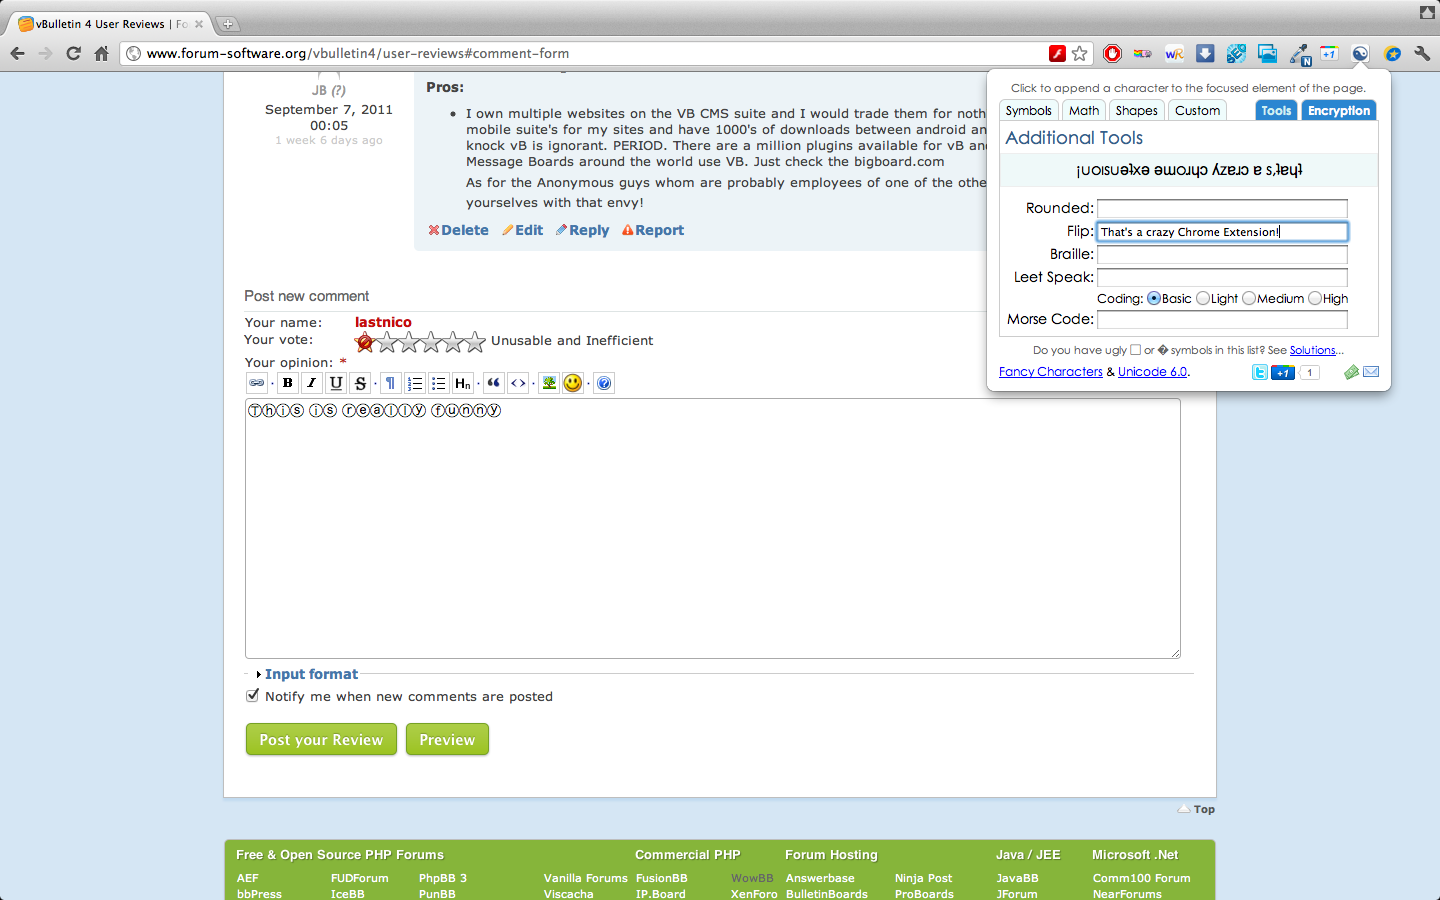 vBulletin 4 User Reviews | Fo
www.forum-software.org/vbulletin4/user-reviews#comment-form
JB (?)
September 7, 2011
00:05
1 week 6 days ago
Pros:
I own multiple websites on the VB CMS suite and I would trade them for noth
mobile suite's for my sites and have 1000's of downloads between android an
knock vB is ignorant. PERIOD. There are a million plugins available for vB and
Message Boards around the world use VB. Just check the bigboard.com
As for the Anonymous guys whom are probably employees of one of the othe
yourselves with that envy!
Delete Edit Reply Report
Click to append a character to the focused element of the page.
Symbols Math Shapes Custom Tools Encryption
Additional Tools
¡uoısuǝʇxǝ ǝɯoɹɥɔ ʎzɐɹɔ ɐ s,ʇɐɥʇ
Rounded:
Flip: That's a crazy Chrome Extension!
Braille:
Leet Speak:
Coding: Basic Light Medium High
Morse Code:
Do you have ugly □ or � symbols in this list? See Solutions...
Fancy Characters & Unicode 6.0.
+1 1
Post new comment
Your name: lastnico
Your vote: Unusable and Inefficient
Your opinion: *
B I U S ¶ Hn
Ⓣⓗⓘⓢ ⓘⓢ ⓡⓔⓐⓛⓛⓨ ⓕⓤⓝⓝⓨ
Input format
Notify me when new comments are posted
Post your Review Preview
Top
Free & Open Source PHP Forums Commercial PHP Forum Hosting Java / JEE Microsoft .Net
AEF FUDForum PhpBB 3 Vanilla Forums FusionBB WowBB Answerbase Ninja Post JavaBB Comm100 Forum
bbPress IceBB PunBB Viscacha IP.Board XenForo BulletinBoards ProBoards JForum NearForums